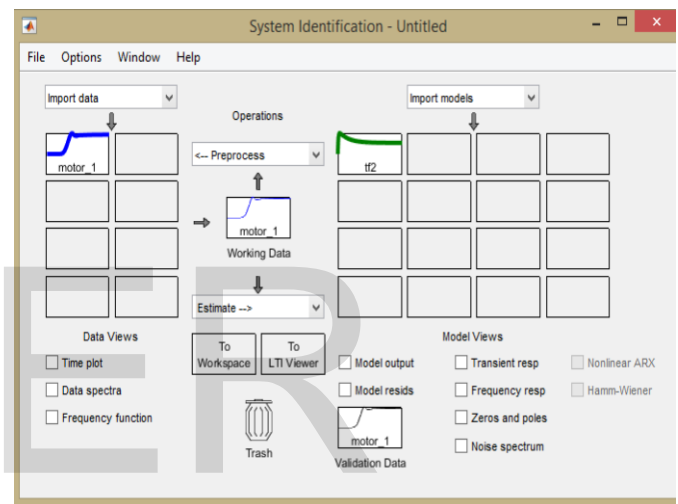 System Identification - Untitled
File Options Window Help
Import data
Import models
Operations
<-- Preprocess
motor_1
tf2
motor_1
Working Data
Estimate -->
Data Views
Model Views
To Workspace
To LTI Viewer
Time plot
Data spectra
Frequency function
Model output
Model resids
Transient resp
Frequency resp
Zeros and poles
Noise spectrum
Nonlinear ARX
Hamm-Wiener
Trash
motor_1
Validation Data
ER